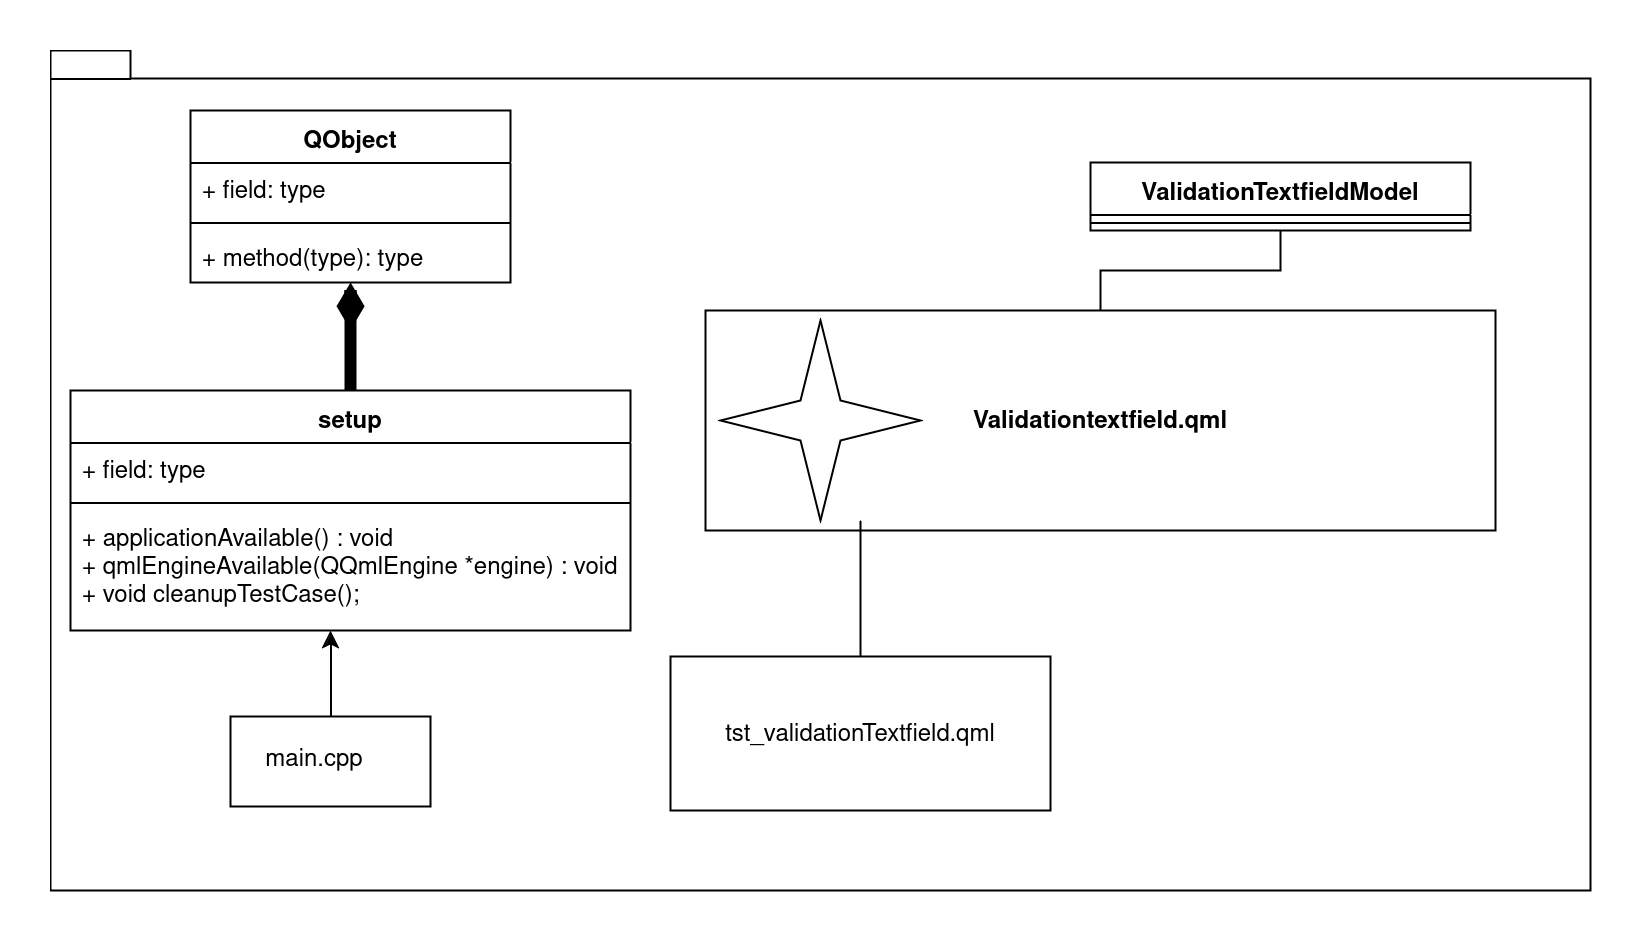 QObject
+ field: type
+ method(type): type
ValidationTextfieldModel
setup
+ field: type
+ applicationAvailable() : void
+ qmlEngineAvailable(QQmlEngine *engine) : void
+ void cleanupTestCase();
Validationtextfield.qml
main.cpp
tst_validationTextfield.qml